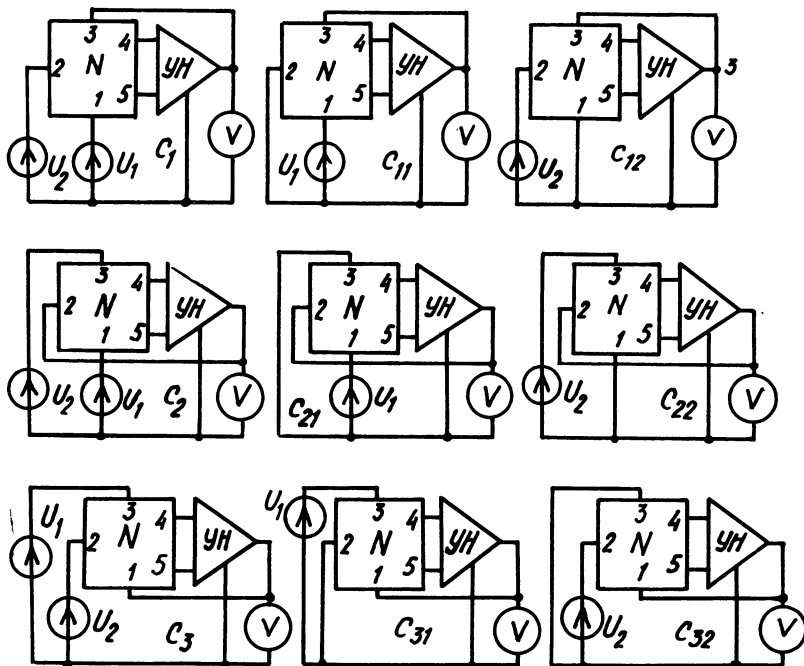 3 4 2 N УН 1 5 U₂ U₁ C₁ V
3 4 2 N УН 1 5 U₁ C₁₁ V
3 4 2 N УН 3 1 5 U₂ C₁₂ V
3 4 2 N УН 1 5 U₂ U₁ C₂ V
3 4 2 N УН 1 5 C₂₁ U₁ V
3 4 2 N УН 1 5 U₂ C₂₂ V
U₁ 3 4 2 N УН 1 5 U₂ C₃ V
U₁ 3 4 2 N УН 1 5 C₃₁ V
3 4 2 N УН 1 5 U₂ C₃₂ V